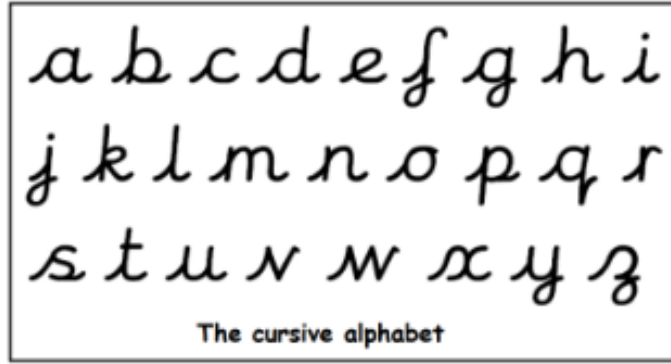 a b c d e f g h i
j k l m n o p q r
s t u v w x y z
The cursive alphabet